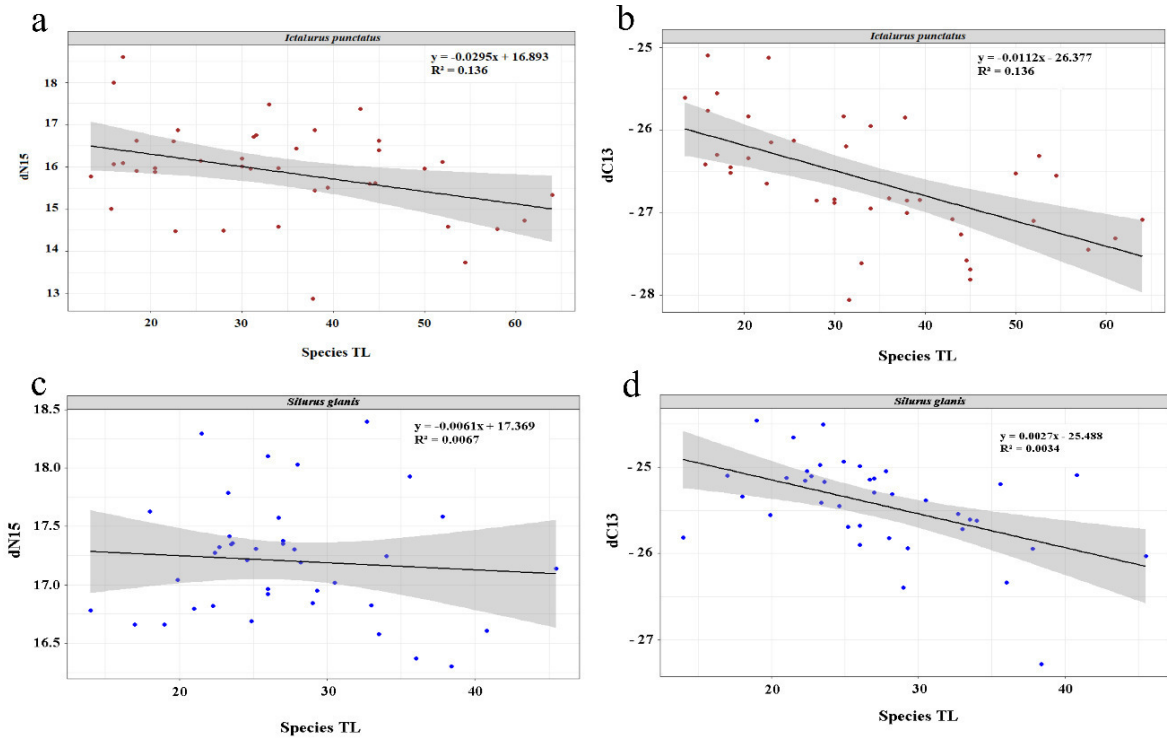 a
Ictalurus punctatus
y = -0.0295x + 16.893
R² = 0.136
dN15
18
17
16
15
14
13
20 30 40 50 60
Species TL
b
Ictalurus punctatus
y = -0.0112x - 26.377
R² = 0.136
dC13
- 25
- 26
- 27
- 28
20 30 40 50 60
Species TL
c
Silurus glanis
y = -0.0061x + 17.369
R² = 0.0067
dN15
18.5
18.0
17.5
17.0
16.5
20 30 40
Species TL
d
Silurus glanis
y = 0.0027x - 25.488
R² = 0.0034
dC13
- 25
- 26
- 27
20 30 40
Species TL